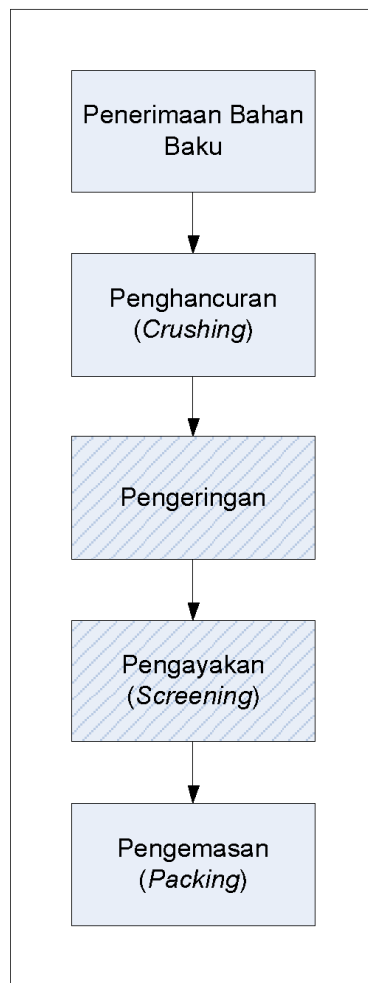 Penerimaan Bahan
Baku
Penghancuran
(Crushing)
Pengeringan
Pengayakan
(Screening)
Pengemasan
(Packing)